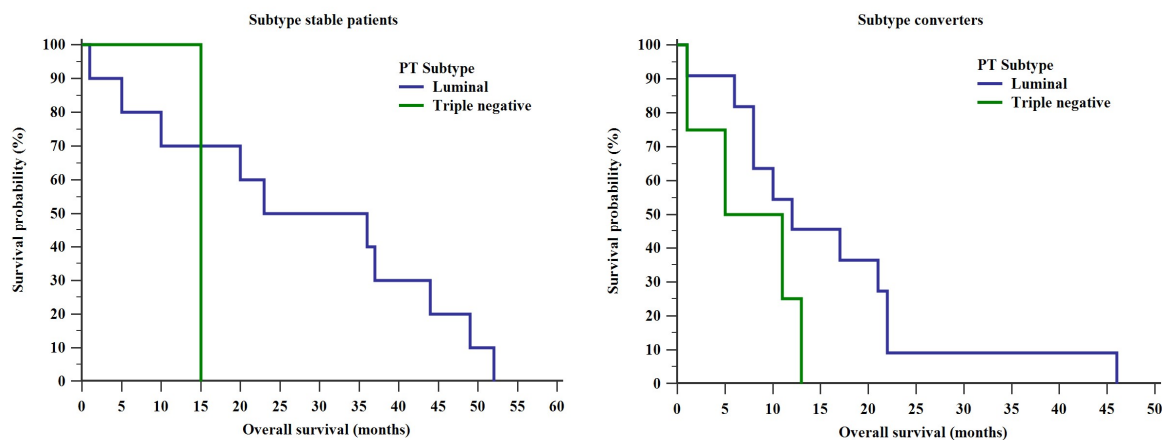 Subtype stable patients
100
90
80
70
60
50
40
30
20
10
0
Survival probability (%)
PT Subtype
Luminal
Triple negative
0 5 10 15 20 25 30 35 40 45 50 55 60
Overall survival (months)
Subtype converters
100
90
80
70
60
50
40
30
20
10
0
Survival probability (%)
PT Subtype
Luminal
Triple negative
0 5 10 15 20 25 30 35 40 45 50
Overall survival (months)